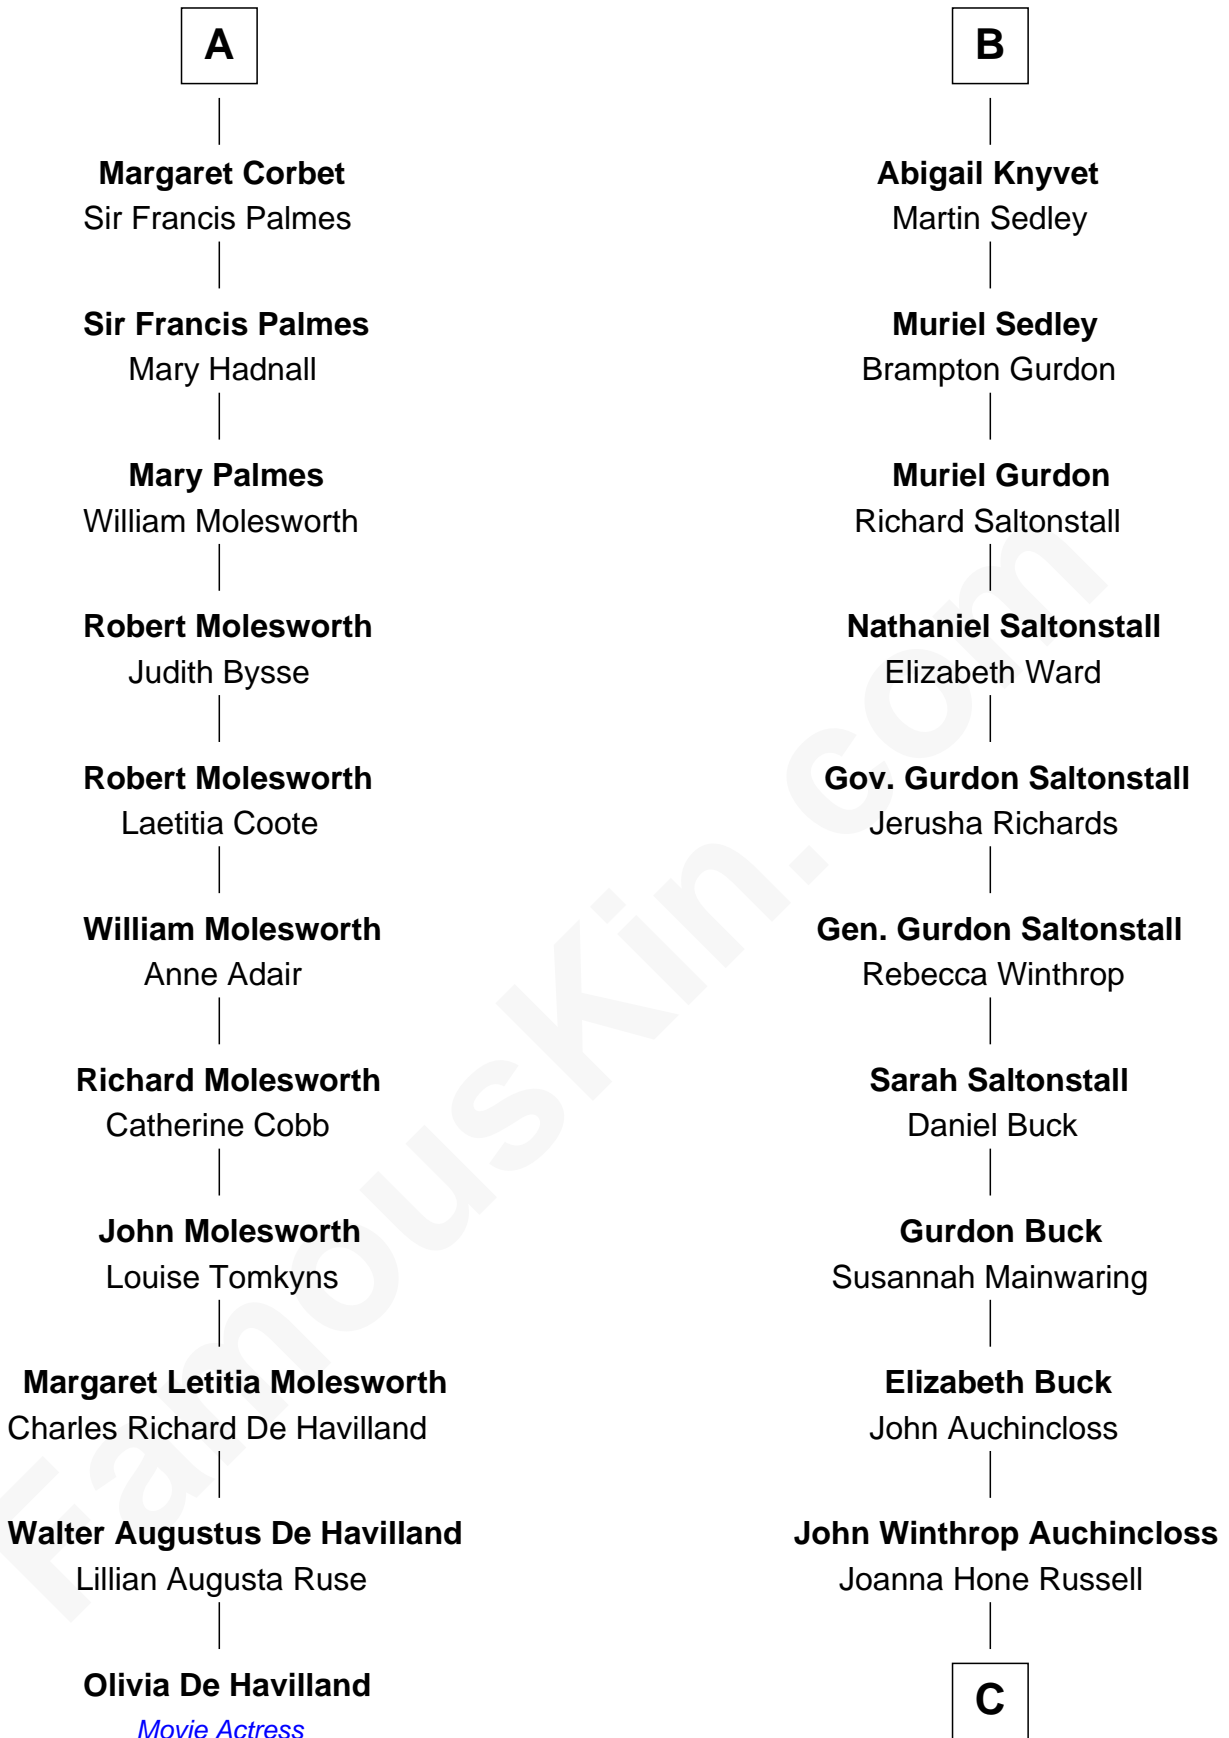 A
Margaret Corbet
Sir Francis Palmes
Sir Francis Palmes
Mary Hadnall
Mary Palmes
William Molesworth
Robert Molesworth
Judith Bysse
Robert Molesworth
Laetitia Coote
William Molesworth
Anne Adair
Richard Molesworth
Catherine Cobb
John Molesworth
Louise Tomkyns
Margaret Letitia Molesworth
Charles Richard De Havilland
Walter Augustus De Havilland
Lillian Augusta Ruse
Olivia De Havilland
Movie Actress
B
Abigail Knyvet
Martin Sedley
Muriel Sedley
Brampton Gurdon
Muriel Gurdon
Richard Saltonstall
Nathaniel Saltonstall
Elizabeth Ward
Gov. Gurdon Saltonstall
Jerusha Richards
Gen. Gurdon Saltonstall
Rebecca Winthrop
Sarah Saltonstall
Daniel Buck
Gurdon Buck
Susannah Mainwaring
Elizabeth Buck
John Auchincloss
John Winthrop Auchincloss
Joanna Hone Russell
C
FamousKin.com